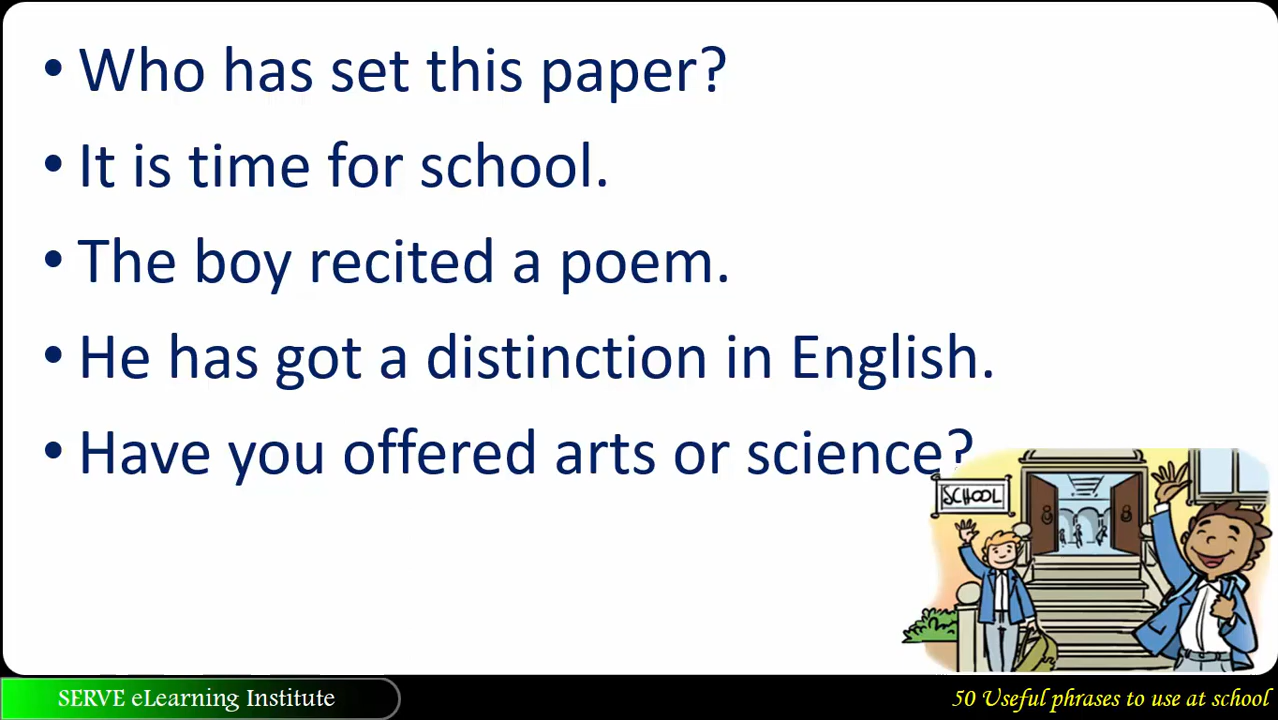 • Who has set this paper?
• It is time for school.
• The boy recited a poem.
• He has got a distinction in English.
• Have you offered arts or science?
SCHOOL
SERVE eLearning Institute
50 Useful phrases to use at school